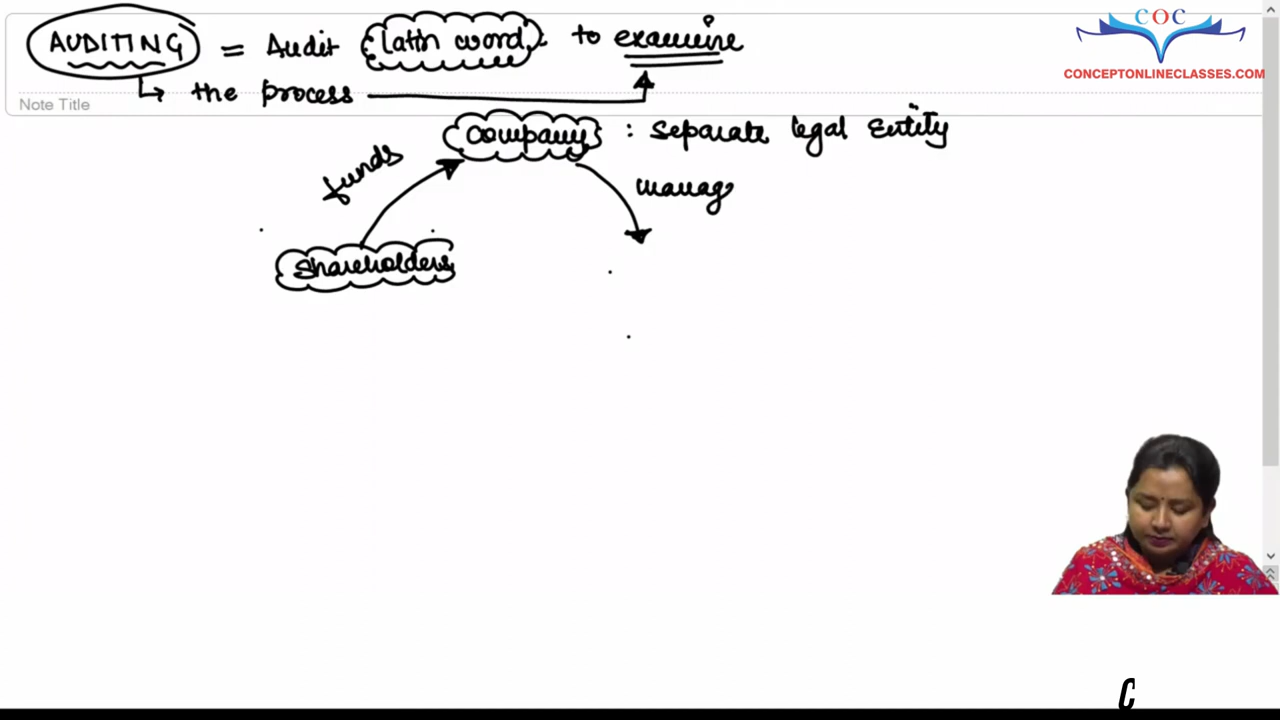 AUDITING = Audit (latin word) to examine
COC
CONCEPTONLINECLASSES.COM
the process
Note Title
Company : Separate legal Entity
funds
manag
Shareholders
C